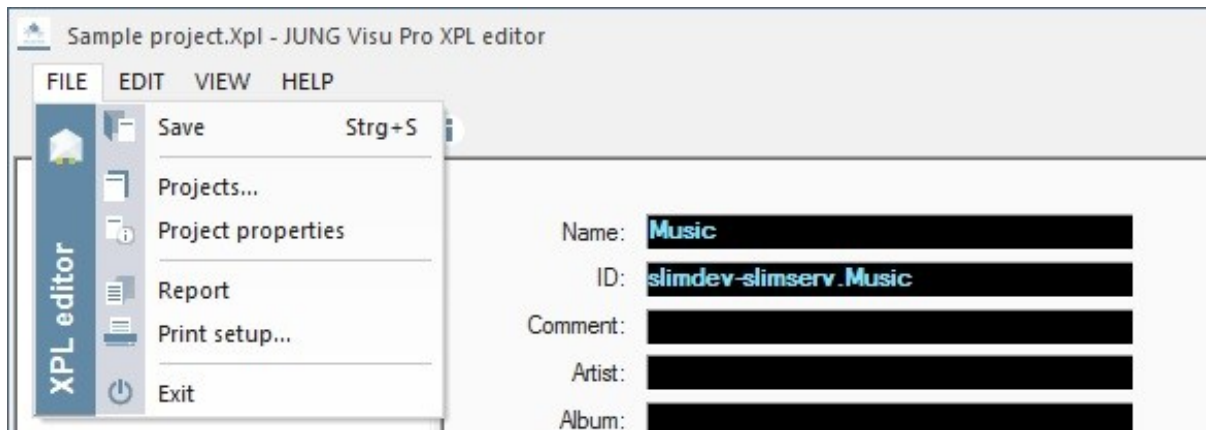 Sample project.Xpl - JUNG Visu Pro XPL editor
FILE EDIT VIEW HELP
XPL editor
Save Strg+S
Projects...
Project properties
Report
Print setup...
Exit
Name: Music
ID: slimdev-slimserv.Music
Comment:
Artist:
Album: